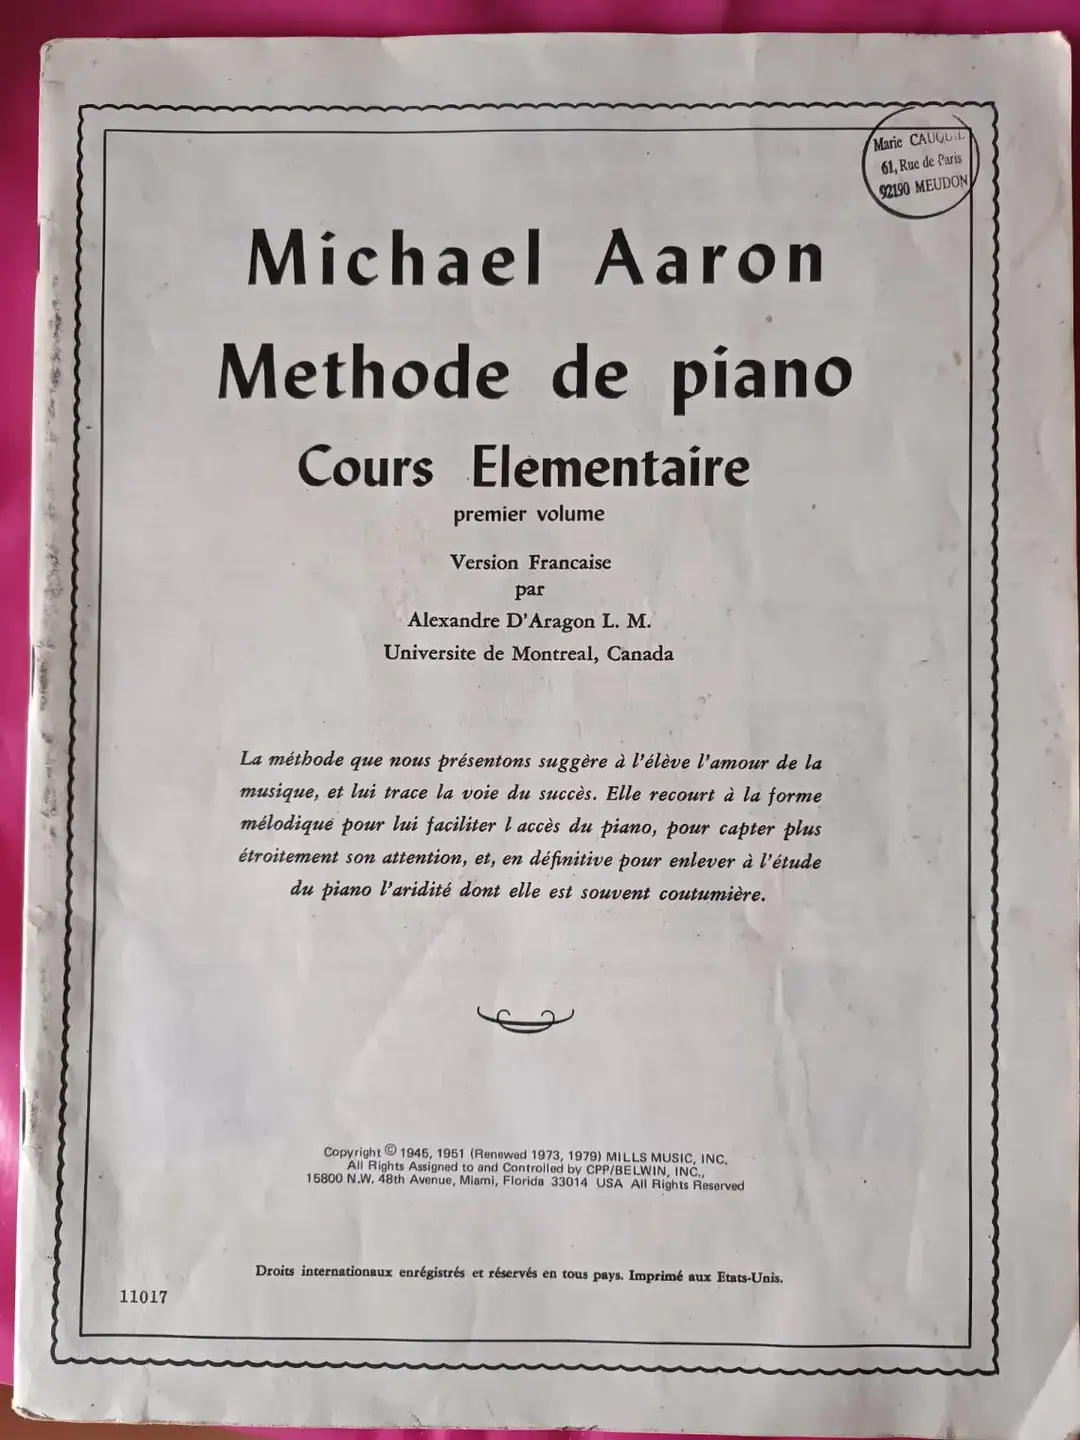 Marie
61, Rue de Paris
92190 MEUDON
Michael Aaron
Methode de piano
Cours Elementaire
premier volume
Version Francaise
par
Alexandre D'Aragon L. M.
Universite de Montreal, Canada
La méthode que nous présentons suggère à l'élève l'amour de la
musique, et lui trace la voie du succès. Elle recourt à la forme
mélodique pour lui faciliter l accès du piano, pour capter plus
étroitement son attention, et, en définitive pour enlever à l'étude
du piano l'aridité dont elle est souvent coutumière.
Copyright © 1945, 1951 (Renewed 1973, 1979) MILLS MUSIC, INC.
All Rights Assigned to and Controlled by CPP/BELWIN, INC.,
15800 N.W. 48th Avenue, Miami, Florida 33014 USA All Rights Reserved
Droits internationaux enrégistrés et réservés en tous pays. Imprimé aux Etats-Unis.
11017